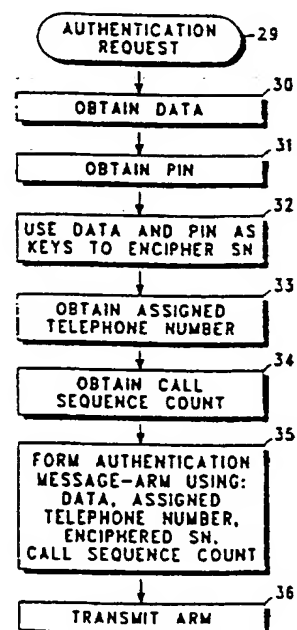 AUTHENTICATION
REQUEST
29
30
OBTAIN DATA
31
OBTAIN PIN
32
USE DATA AND PIN AS
KEYS TO ENCIPHER SN
33
OBTAIN ASSIGNED
TELEPHONE NUMBER
34
OBTAIN CALL
SEQUENCE COUNT
35
FORM AUTHENTICATION
MESSAGE-ARM USING:
DATA, ASSIGNED
TELEPHONE NUMBER,
ENCIPHERED SN,
CALL SEQUENCE COUNT
36
TRANSMIT ARM